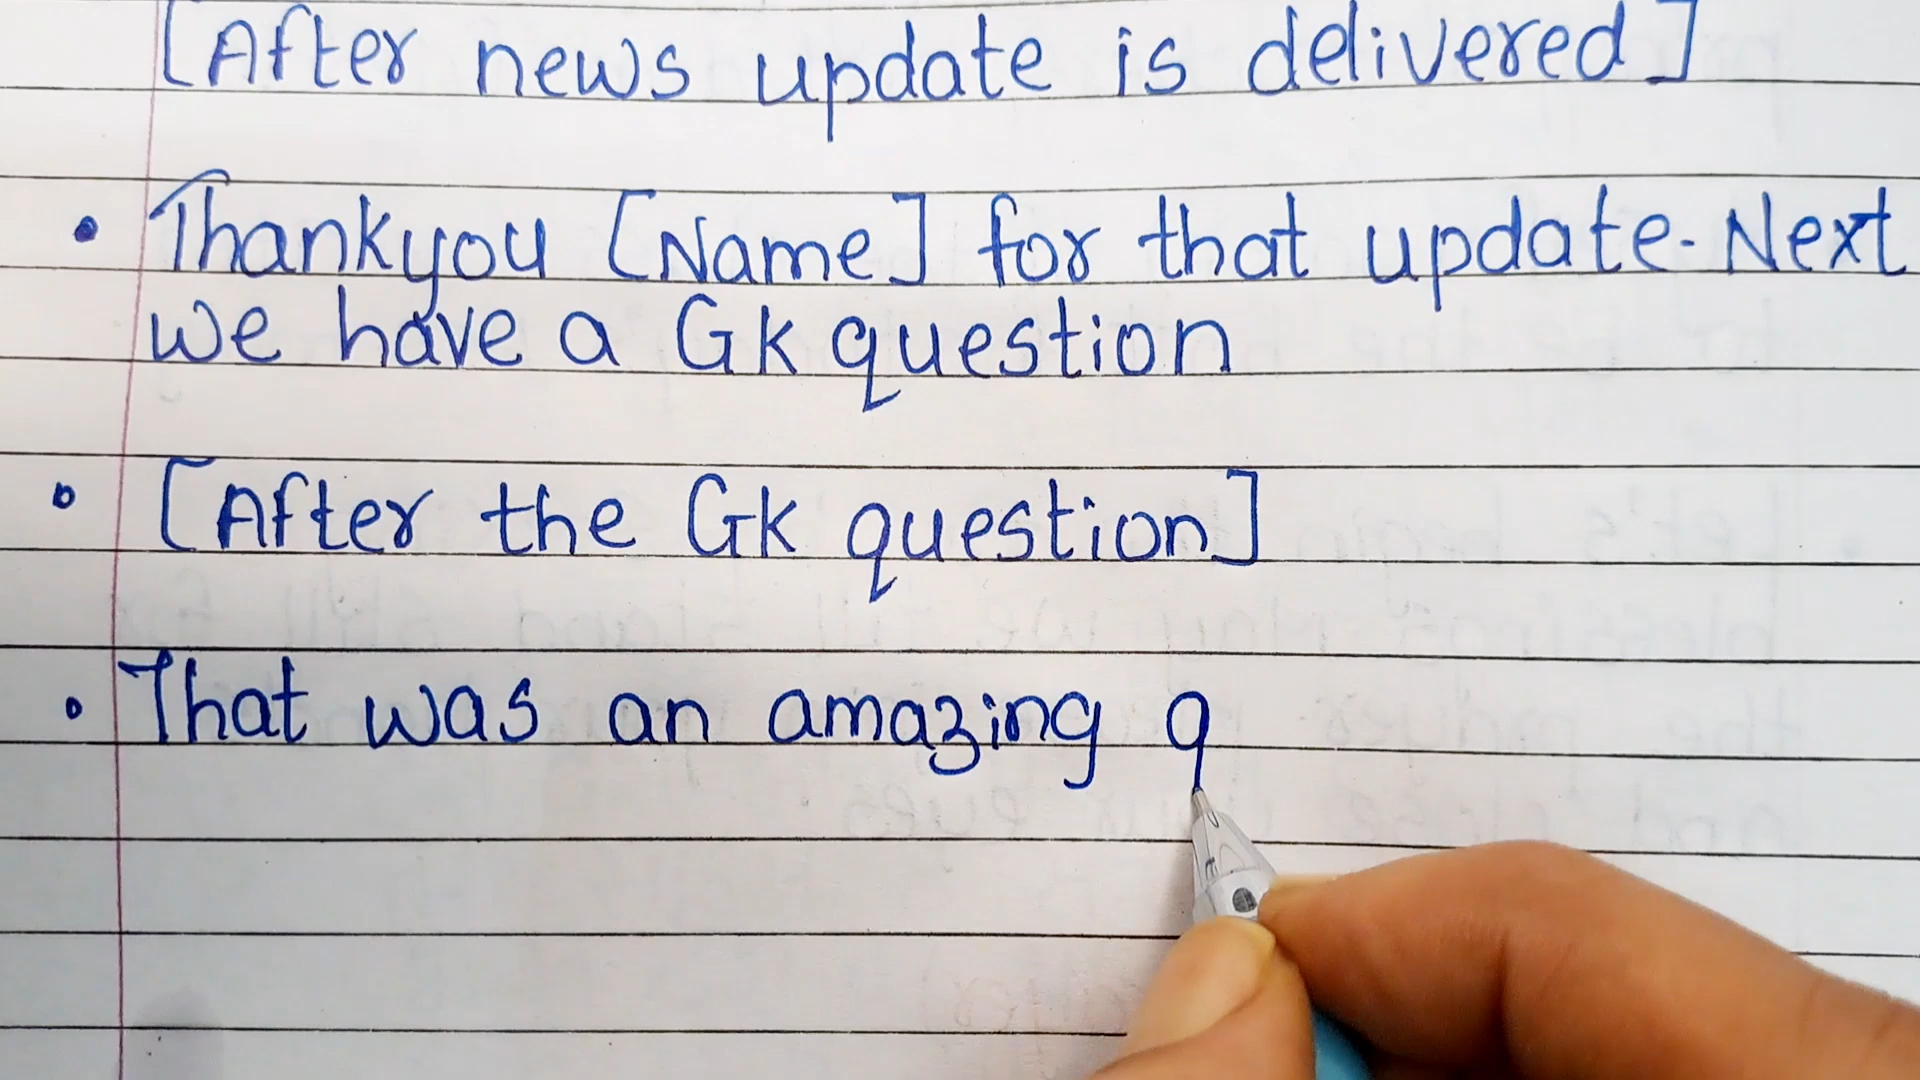 [After news update is delivered]
• Thankyou [Name] for that update. Next
we have a Gk question
• [After the Gk question]
• That was an amazing q